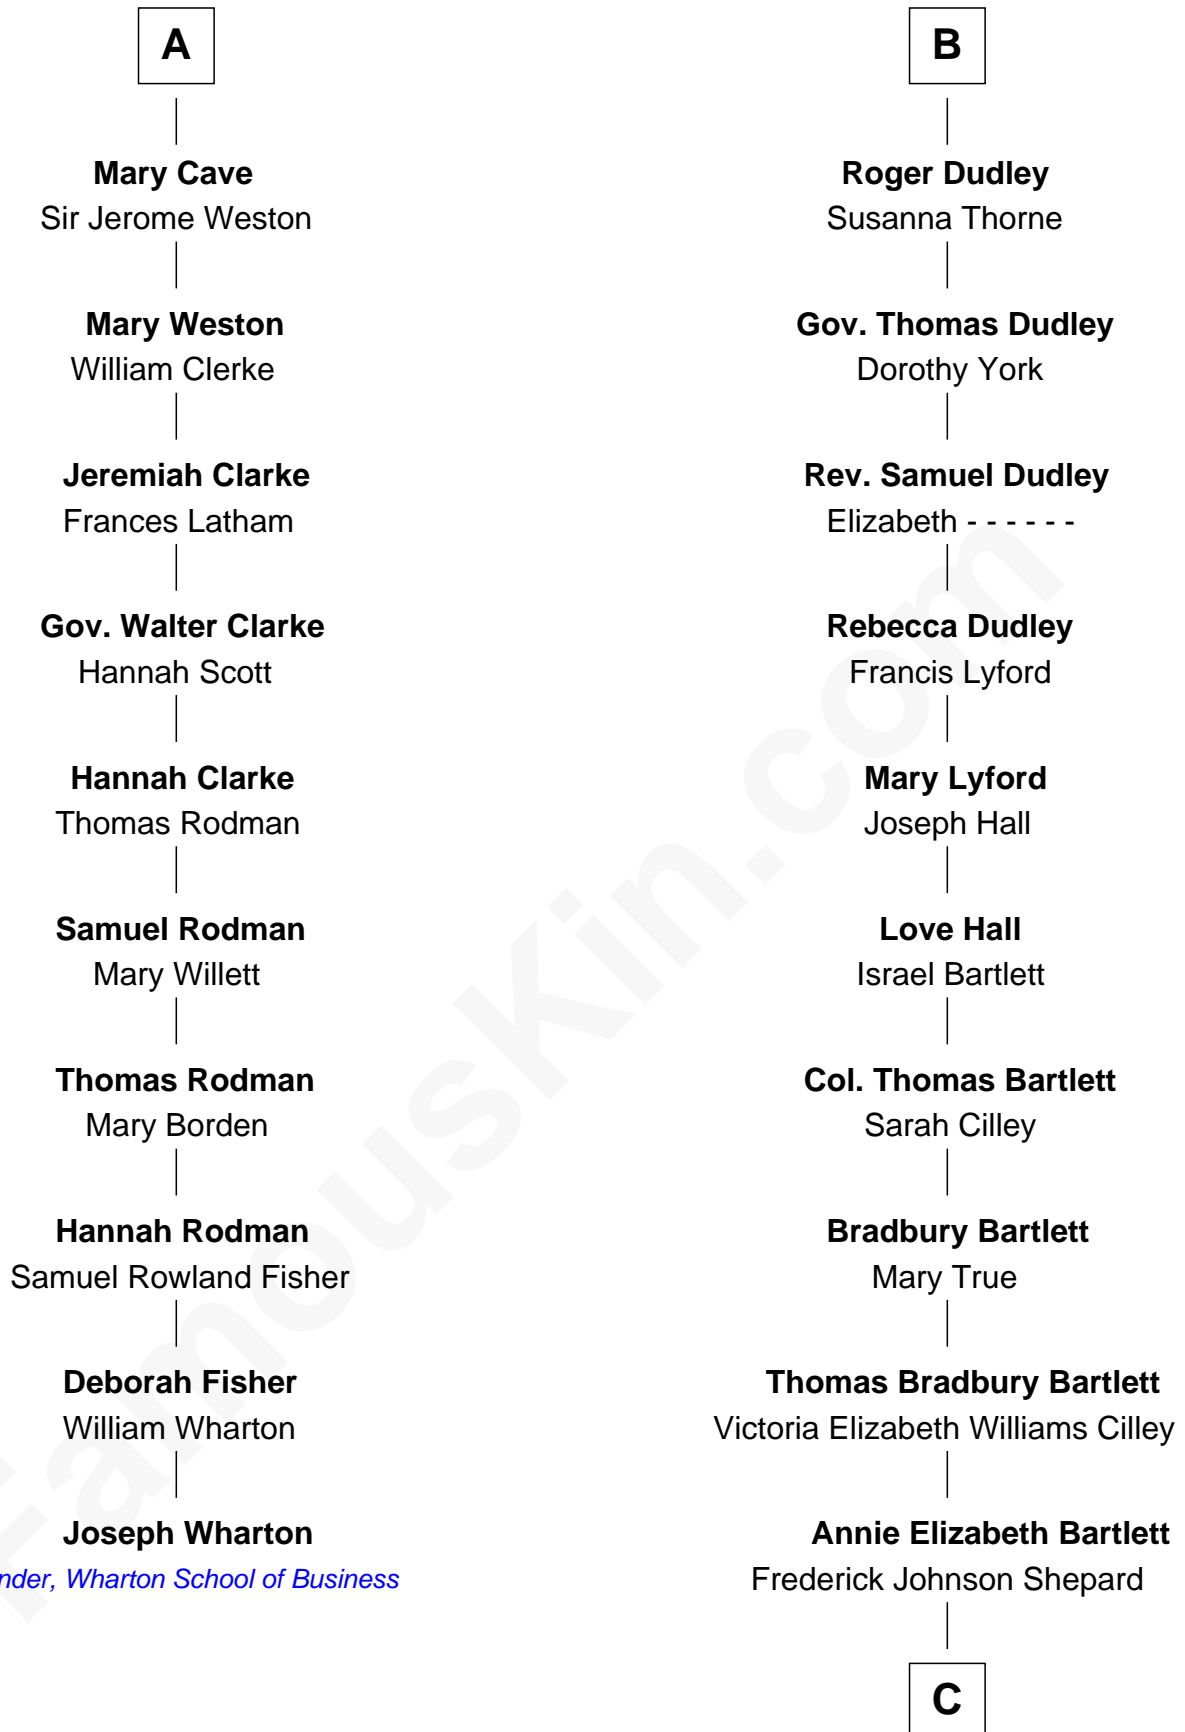 A
Mary Cave
Sir Jerome Weston
Mary Weston
William Clerke
Jeremiah Clarke
Frances Latham
Gov. Walter Clarke
Hannah Scott
Hannah Clarke
Thomas Rodman
Samuel Rodman
Mary Willett
Thomas Rodman
Mary Borden
Hannah Rodman
Samuel Rowland Fisher
Deborah Fisher
William Wharton
Joseph Wharton
nder, Wharton School of Business
B
Roger Dudley
Susanna Thorne
Gov. Thomas Dudley
Dorothy York
Rev. Samuel Dudley
Elizabeth - - - - - -
Rebecca Dudley
Francis Lyford
Mary Lyford
Joseph Hall
Love Hall
Israel Bartlett
Col. Thomas Bartlett
Sarah Cilley
Bradbury Bartlett
Mary True
Thomas Bradbury Bartlett
Victoria Elizabeth Williams Cilley
Annie Elizabeth Bartlett
Frederick Johnson Shepard
C
FamousKin.com